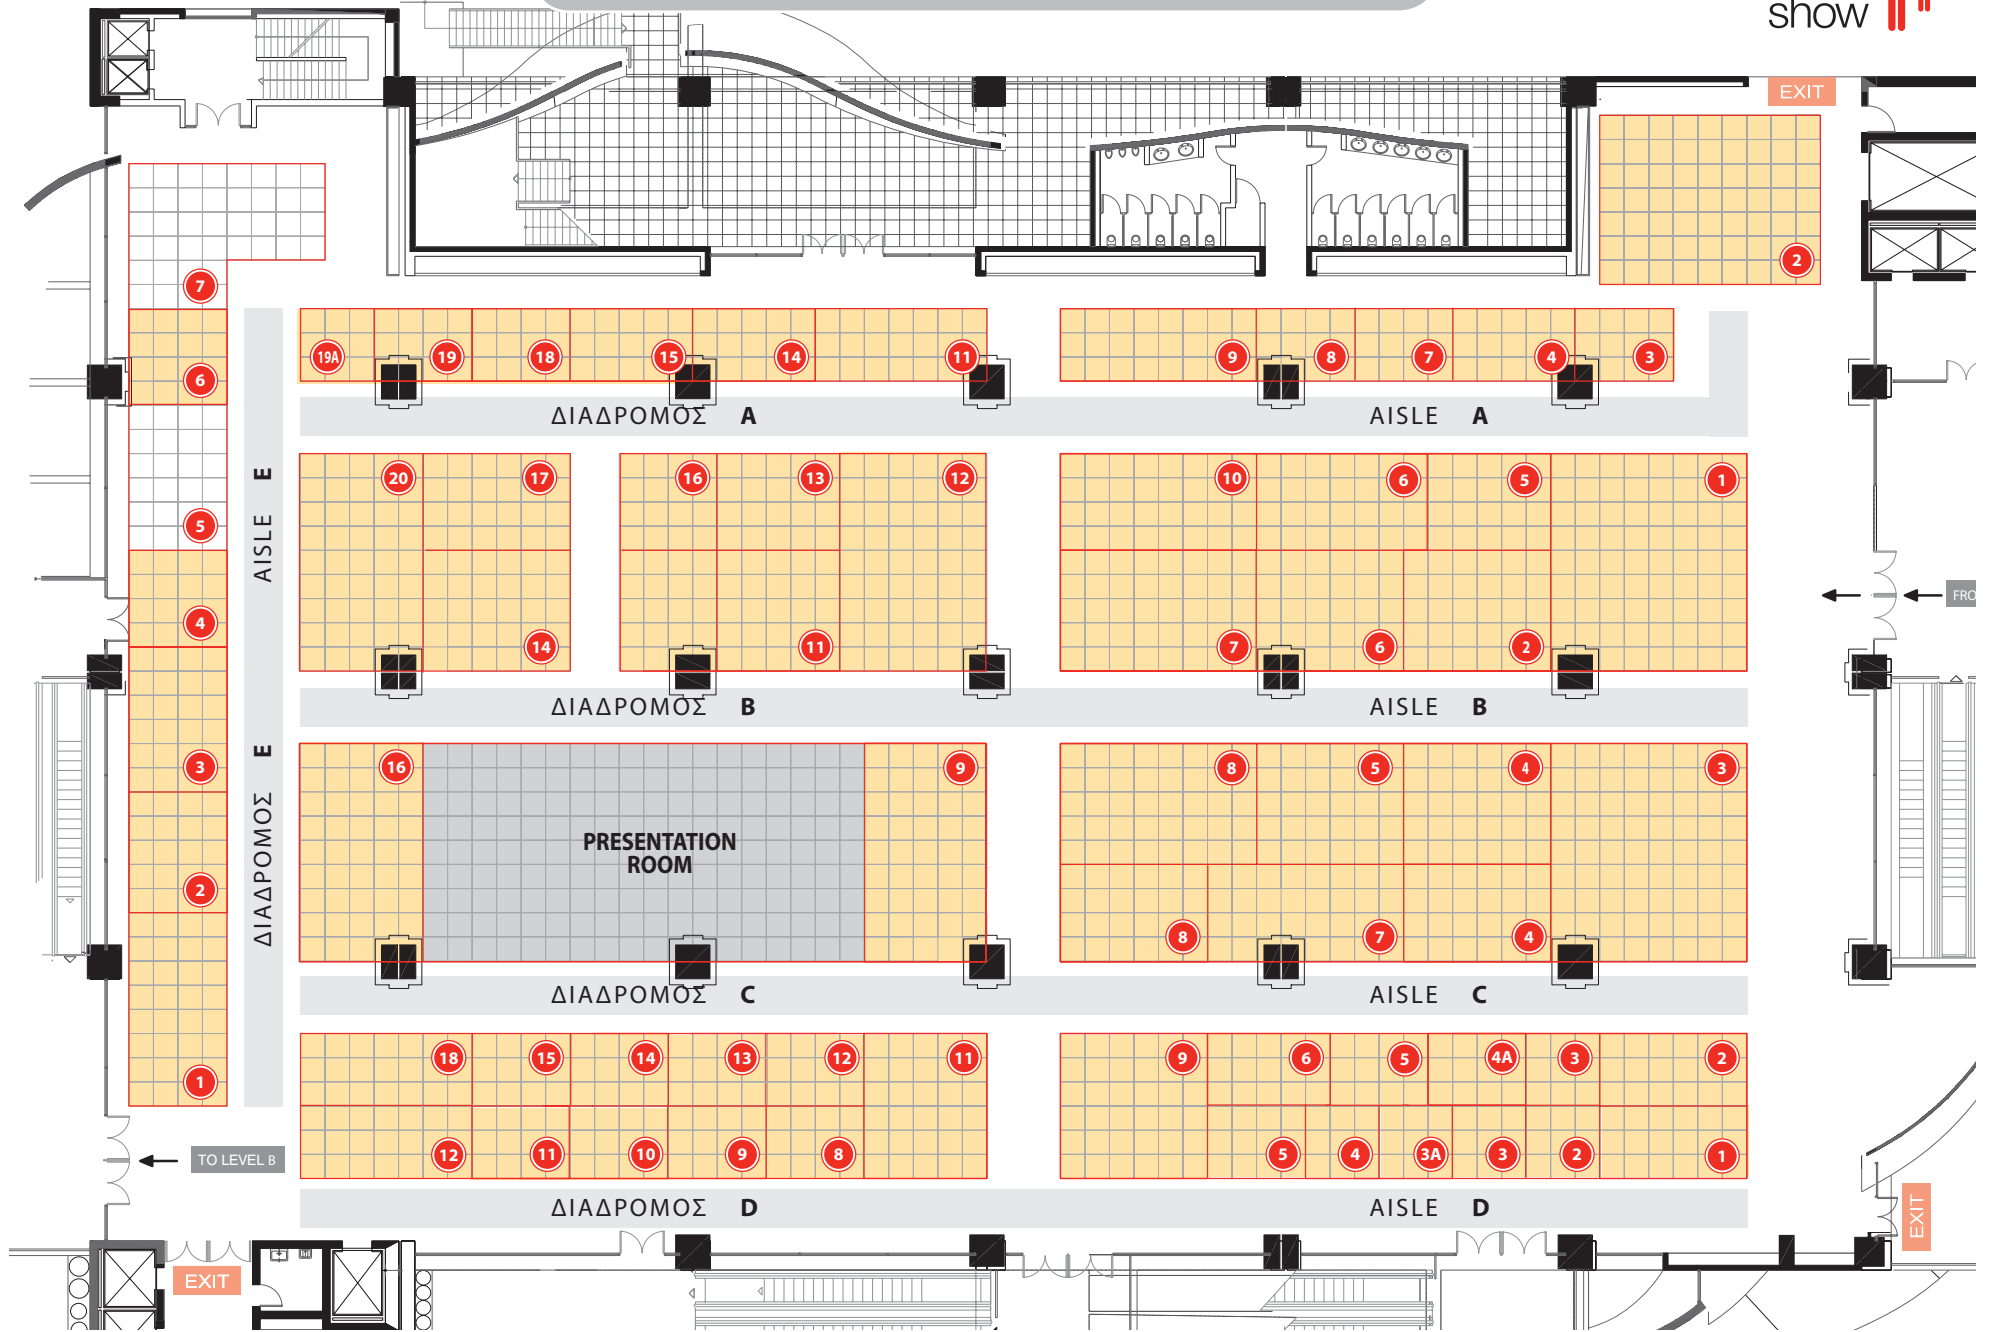 show
EXIT
2
7
6
5
4
3
2
1
AISLE E
ΔΙΑΔΡΟΜΟΣ E
19A 19 18 15 14 11 9 8 7 4 3
ΔΙΑΔΡΟΜΟΣ A AISLE A
20 17 16 13 12 10 6 5 1
14 11 7 6 2
FRO
ΔΙΑΔΡΟΜΟΣ B AISLE B
16 9 8 5 4 3
PRESENTATION
ROOM
8 7 4
ΔΙΑΔΡΟΜΟΣ C AISLE C
18 15 14 13 12 11 9 6 5 4A 3 2
12 11 10 9 8 5 4 3A 3 2 1
TO LEVEL B
ΔΙΑΔΡΟΜΟΣ D AISLE D
EXIT
EXIT